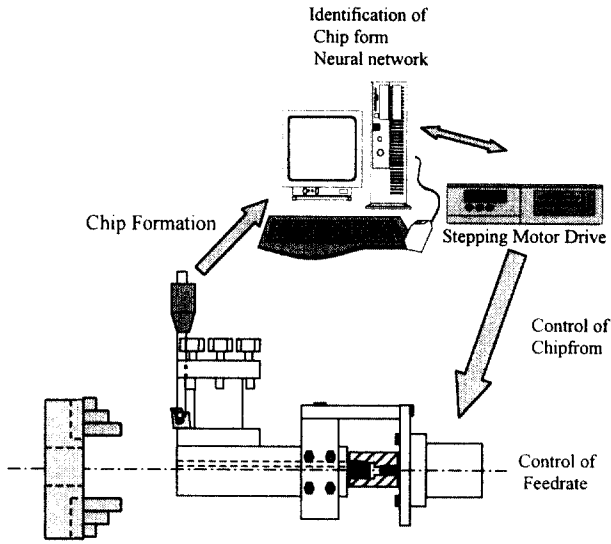 Identification of
Chip form
Neural network
Chip Formation
Stepping Motor Drive
Control of
Chipfrom
Control of
Feedrate